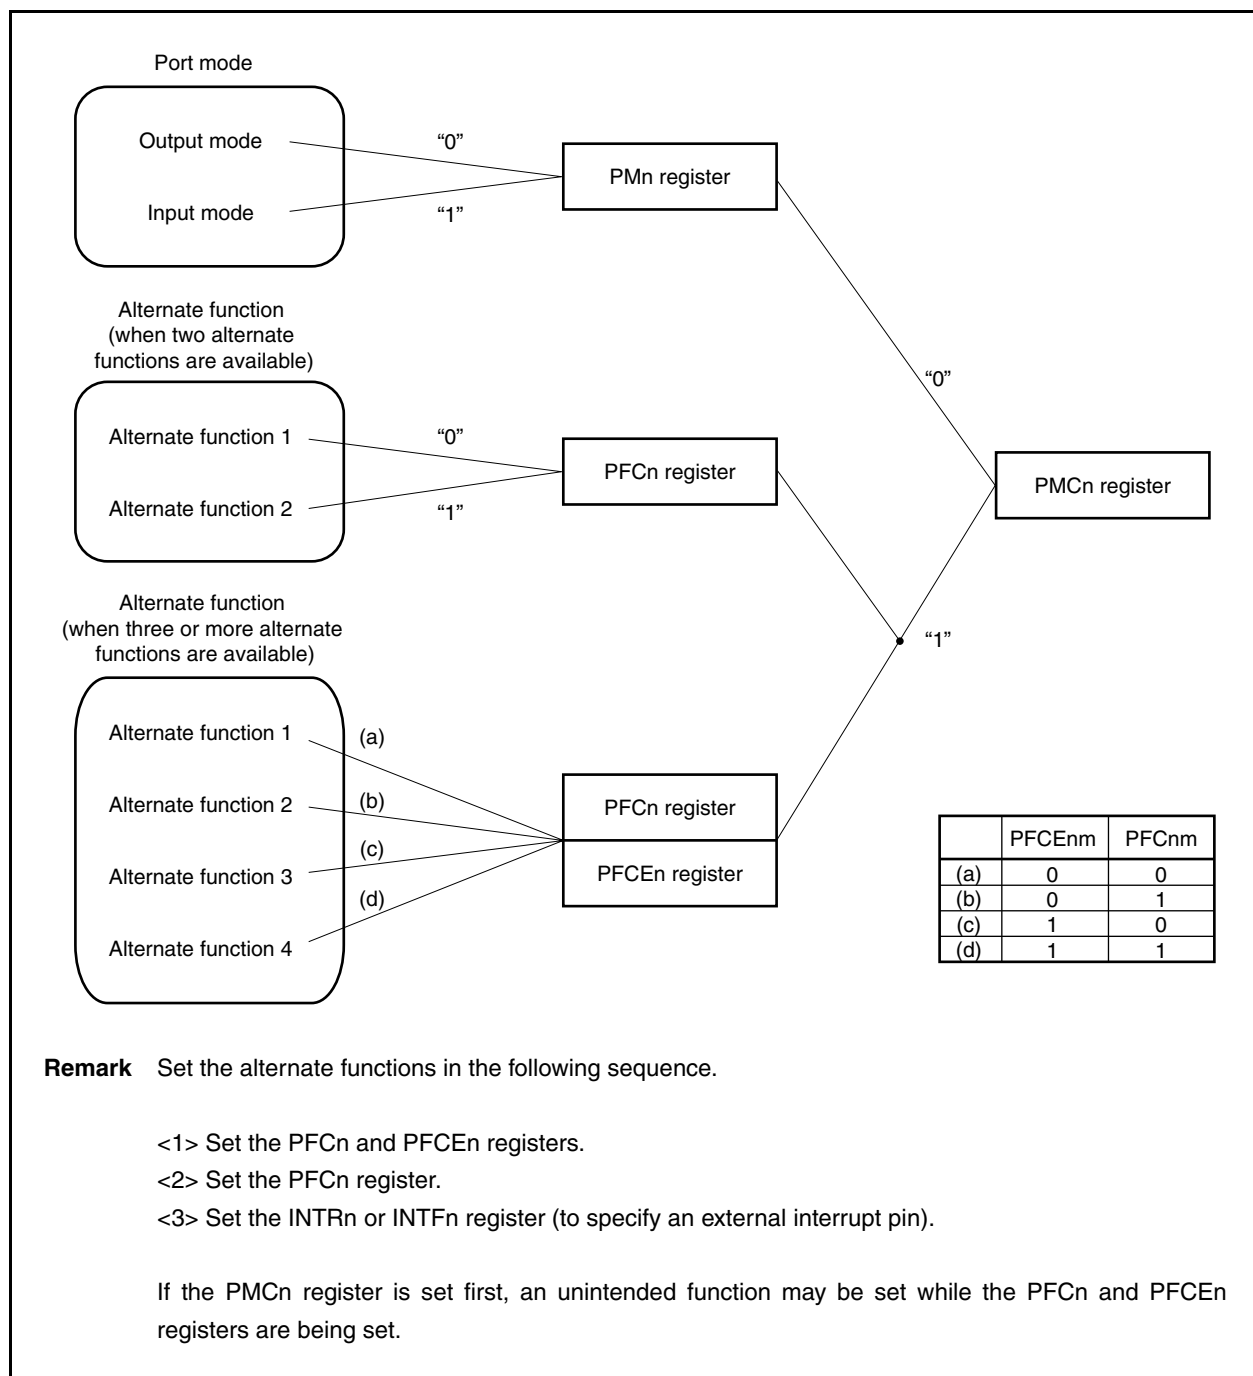 Port mode
Output mode
“0”
PMn register
Input mode
“1”
Alternate function
(when two alternate
functions are available)
“0”
Alternate function 1
“0”
PFCn register
PMCn register
Alternate function 2
“1”
Alternate function
(when three or more alternate
functions are available)
“1”
Alternate function 1
(a)
Alternate function 2
(b)
PFCn register
(c)
Alternate function 3
PFCEn register
(d)
Alternate function 4
PFCEnm PFCnm
(a) 0 0
(b) 0 1
(c) 1 0
(d) 1 1
Remark Set the alternate functions in the following sequence.
<1> Set the PFCn and PFCEn registers.
<2> Set the PFCn register.
<3> Set the INTRn or INTFn register (to specify an external interrupt pin).
If the PMCn register is set first, an unintended function may be set while the PFCn and PFCEn
registers are being set.